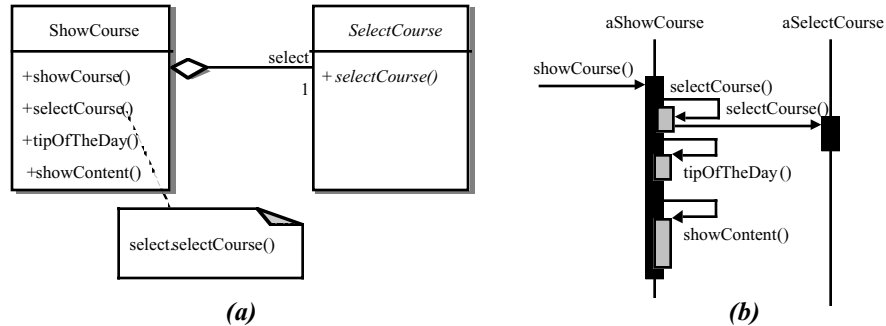 ShowCourse
+showCourse()
+selectCourse()
+tipOfTheDay()
+showContent()
select
1
SelectCourse
+ selectCourse()
select.selectCourse()
(a)
aShowCourse
aSelectCourse
showCourse()
selectCourse()
selectCourse()
tipOfTheDay()
showContent()
(b)